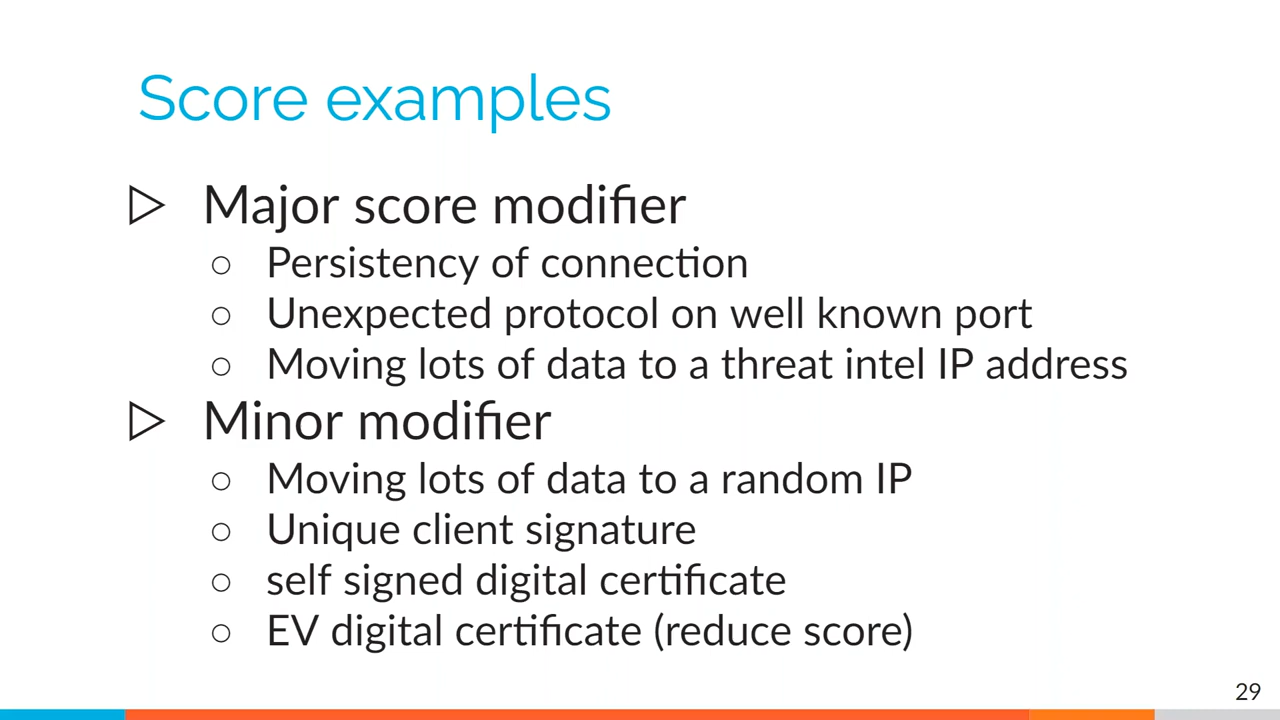 Score examples
▷ Major score modifier
○ Persistency of connection
○ Unexpected protocol on well known port
○ Moving lots of data to a threat intel IP address
▷ Minor modifier
○ Moving lots of data to a random IP
○ Unique client signature
○ self signed digital certificate
○ EV digital certificate (reduce score)
29